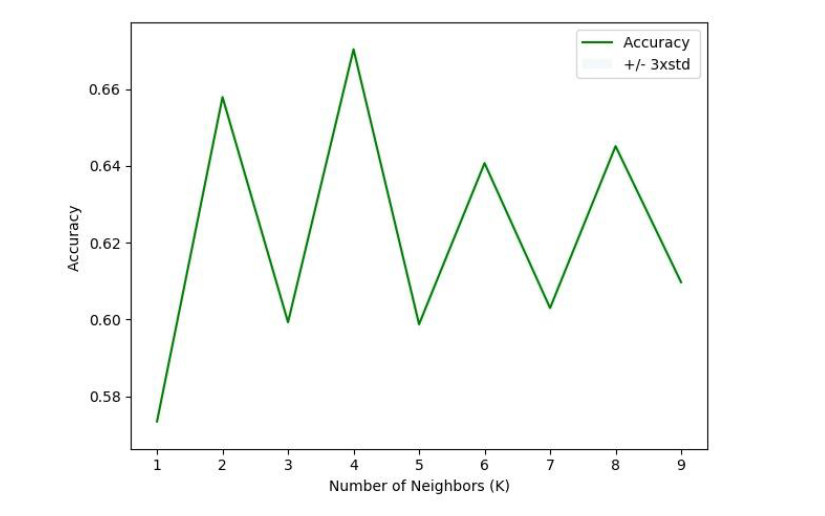 Accuracy
+/- 3xstd
0.66
0.64
0.62
0.60
0.58
Accuracy
1 2 3 4 5 6 7 8 9
Number of Neighbors (K)